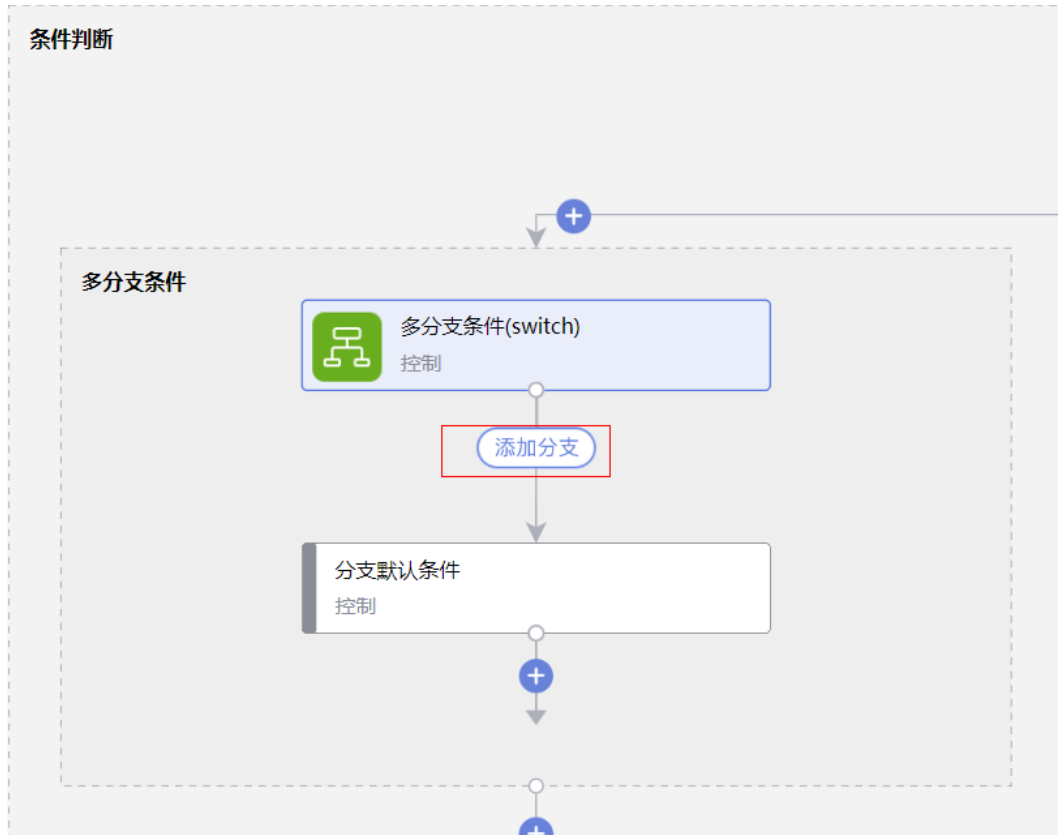 条件判断
多分支条件
多分支条件(switch)
控制
添加分支
分支默认条件
控制